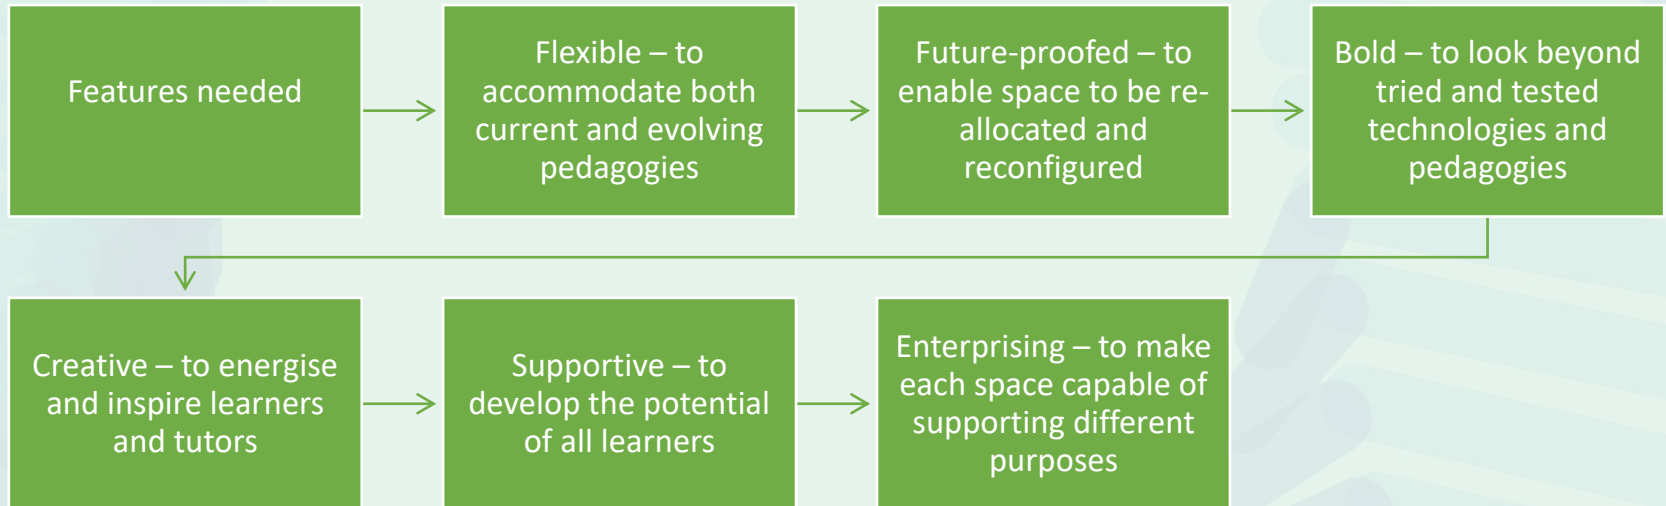 Features needed
Flexible – to
accommodate both
current and evolving
pedagogies
Future-proofed – to
enable space to be re-
allocated and
reconfigured
Bold – to look beyond
tried and tested
technologies and
pedagogies
Creative – to energise
and inspire learners
and tutors
Supportive – to
develop the potential
of all learners
Enterprising – to make
each space capable of
supporting different
purposes